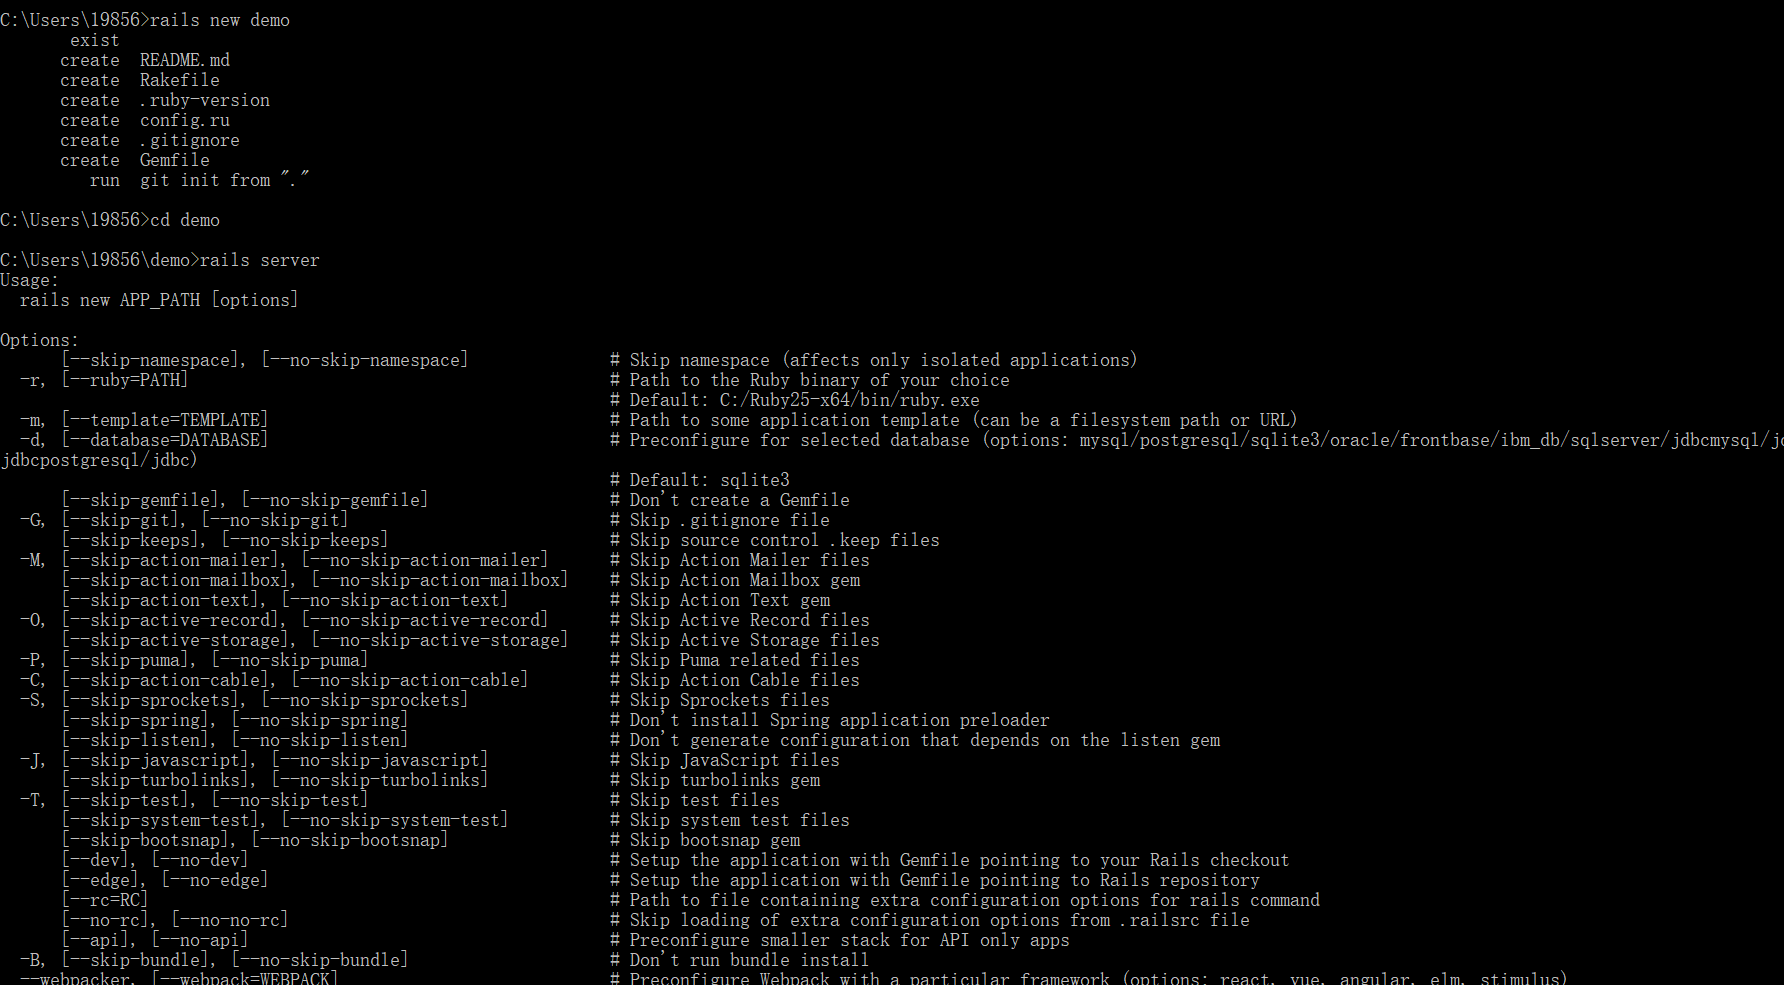 C:\Users\19856>rails new demo
exist
create README.md
create Rakefile
create .ruby-version
create config.ru
create .gitignore
create Gemfile
run git init from "."
C:\Users\19856>cd demo
C:\Users\19856\demo>rails server
Usage:
rails new APP_PATH [options]
Options:
[--skip-namespace], [--no-skip-namespace] # Skip namespace (affects only isolated applications)
-r, [--ruby=PATH] # Path to the Ruby binary of your choice
# Default: C:/Ruby25-x64/bin/ruby.exe
-m, [--template=TEMPLATE] # Path to some application template (can be a filesystem path or URL)
-d, [--database=DATABASE] # Preconfigure for selected database (options: mysql/postgresql/sqlite3/oracle/frontbase/ibm_db/sqlserver/jdbcmysql/
jdbcpostgresql/jdbc)
# Default: sqlite3
[--skip-gemfile], [--no-skip-gemfile] # Don't create a Gemfile
-G, [--skip-git], [--no-skip-git] # Skip .gitignore file
[--skip-keeps], [--no-skip-keeps] # Skip source control .keep files
-M, [--skip-action-mailer], [--no-skip-action-mailer] # Skip Action Mailer files
[--skip-action-mailbox], [--no-skip-action-mailbox] # Skip Action Mailbox gem
[--skip-action-text], [--no-skip-action-text] # Skip Action Text gem
-O, [--skip-active-record], [--no-skip-active-record] # Skip Active Record files
[--skip-active-storage], [--no-skip-active-storage] # Skip Active Storage files
-P, [--skip-puma], [--no-skip-puma] # Skip Puma related files
-C, [--skip-action-cable], [--no-skip-action-cable] # Skip Action Cable files
-S, [--skip-sprockets], [--no-skip-sprockets] # Skip Sprockets files
[--skip-spring], [--no-skip-spring] # Don't install Spring application preloader
[--skip-listen], [--no-skip-listen] # Don't generate configuration that depends on the listen gem
-J, [--skip-javascript], [--no-skip-javascript] # Skip JavaScript files
[--skip-turbolinks], [--no-skip-turbolinks] # Skip turbolinks gem
-T, [--skip-test], [--no-skip-test] # Skip test files
[--skip-system-test], [--no-skip-system-test] # Skip system test files
[--skip-bootsnap], [--no-skip-bootsnap] # Skip bootsnap gem
[--dev], [--no-dev] # Setup the application with Gemfile pointing to your Rails checkout
[--edge], [--no-edge] # Setup the application with Gemfile pointing to Rails repository
[--rc=RC] # Path to file containing extra configuration options for rails command
[--no-rc], [--no-no-rc] # Skip loading of extra configuration options from .railsrc file
[--api], [--no-api] # Preconfigure smaller stack for API only apps
-B, [--skip-bundle], [--no-skip-bundle] # Don't run bundle install
--webpacker, [--webpack=WEBPACK] # Preconfigure Webpack with a particular framework (options: react, vue, angular, elm, stimulus)